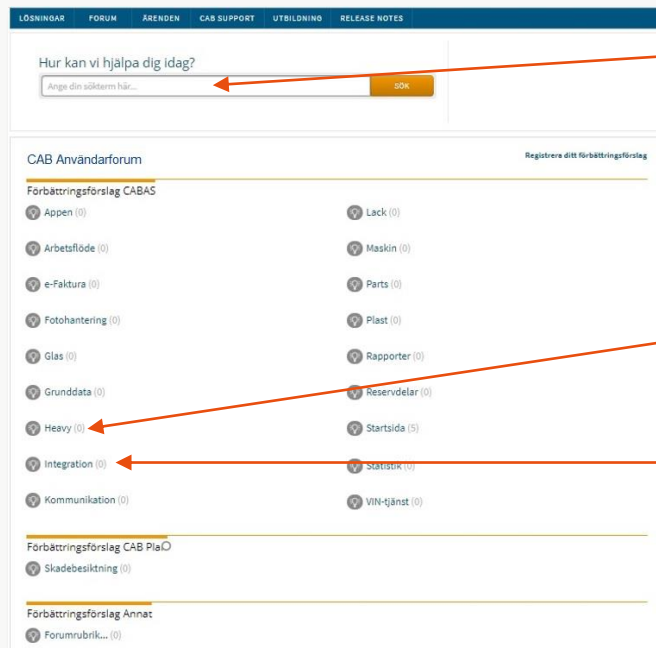 LÖSNINGAR FORUM ÄRENDEN CAB SUPPORT UTBILDNING RELEASE NOTES
Hur kan vi hjälpa dig idag?
Ange din sökterm här... SÖK
CAB Användarforum Registrera ditt förbättringsförslag
Förbättringsförslag CABAS
Appen (0) Lack (0)
Arbetsflöde (0) Maskin (0)
e-Faktura (0) Parts (0)
Fotohantering (0) Plast (0)
Glas (0) Rapporter (0)
Grunddata (0) Reservdelar (0)
Heavy (0) Startsida (5)
Integration (0) Statistik (0)
Kommunikation (0) VIN-tjänst (0)
Förbättringsförslag CAB Pla
Skadebesiktning (0)
Förbättringsförslag Annat
Forumrubrik... (0)